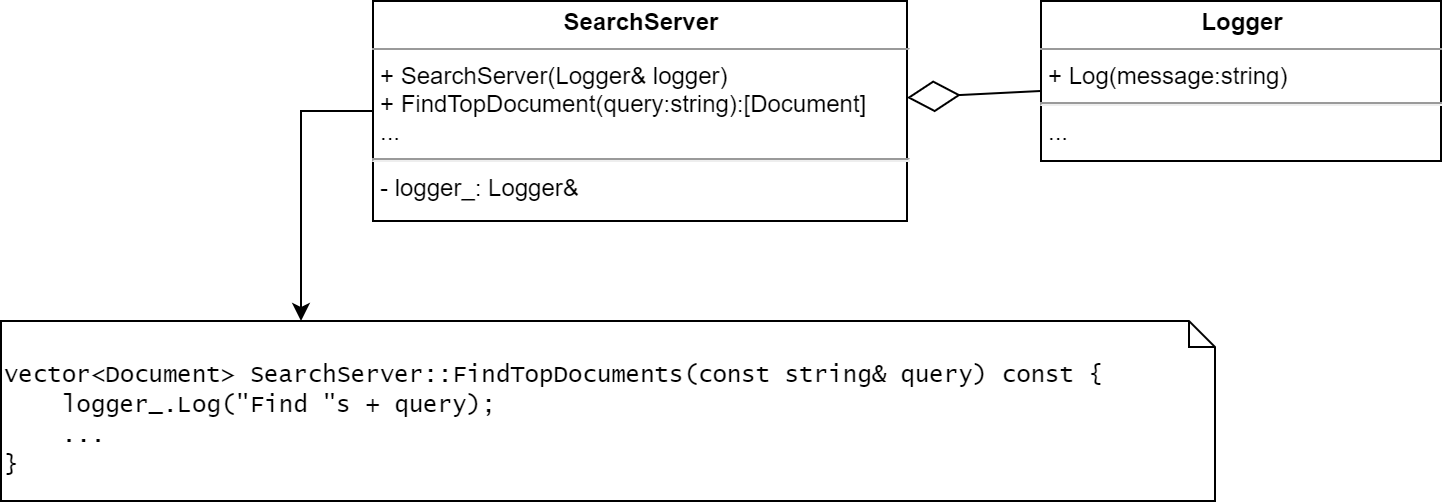 SearchServer
+ SearchServer(Logger& logger)
+ FindTopDocument(query:string):[Document]
...
- logger_: Logger&
Logger
+ Log(message:string)
...
vector<Document> SearchServer::FindTopDocuments(const string& query) const {
    logger_.Log("Find "s + query);
    ...
}